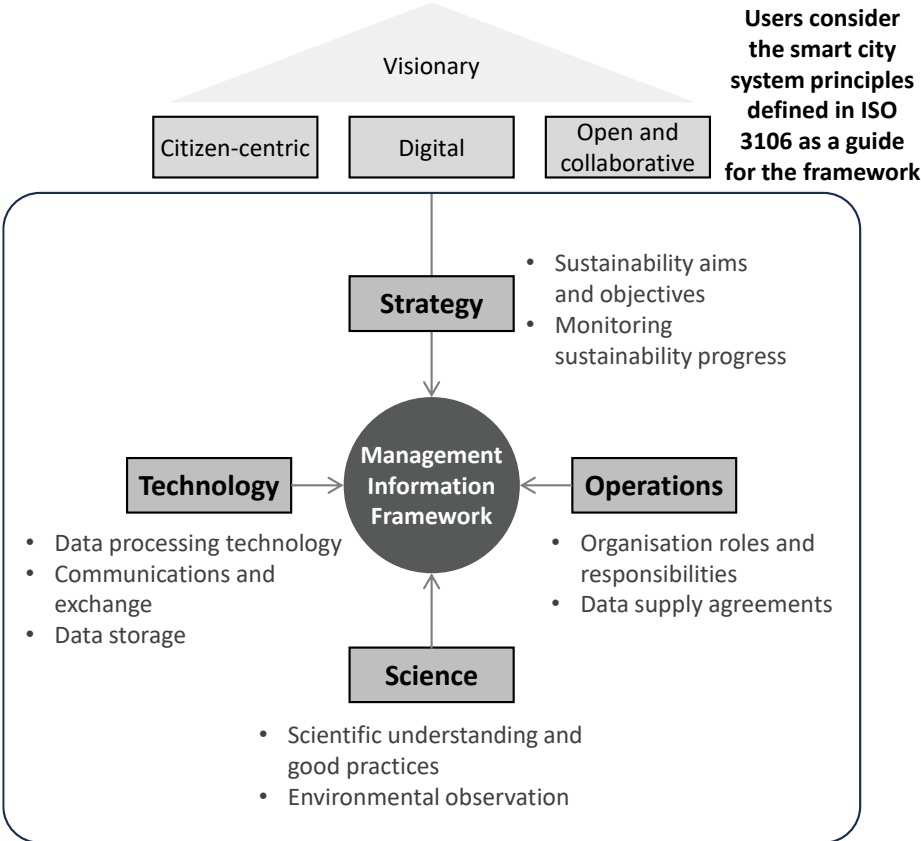 Visionary
Users consider
the smart city
system principles
defined in ISO
3106 as a guide
for the framework
Citizen-centric
Digital
Open and
collaborative
Strategy
• Sustainability aims
and objectives
• Monitoring
sustainability progress
Management
Information
Framework
Technology
• Data processing technology
• Communications and
exchange
• Data storage
Operations
• Organisation roles and
responsibilities
• Data supply agreements
Science
• Scientific understanding and
good practices
• Environmental observation